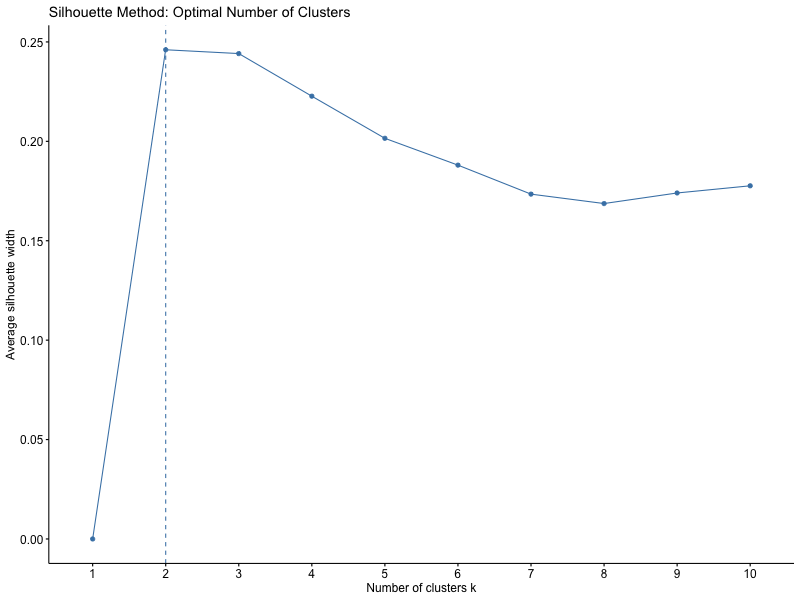 Silhouette Method: Optimal Number of Clusters
0.25
0.20
0.15
0.10
0.05
0.00
Average silhouette width
1 2 3 4 5 6 7 8 9 10
Number of clusters k